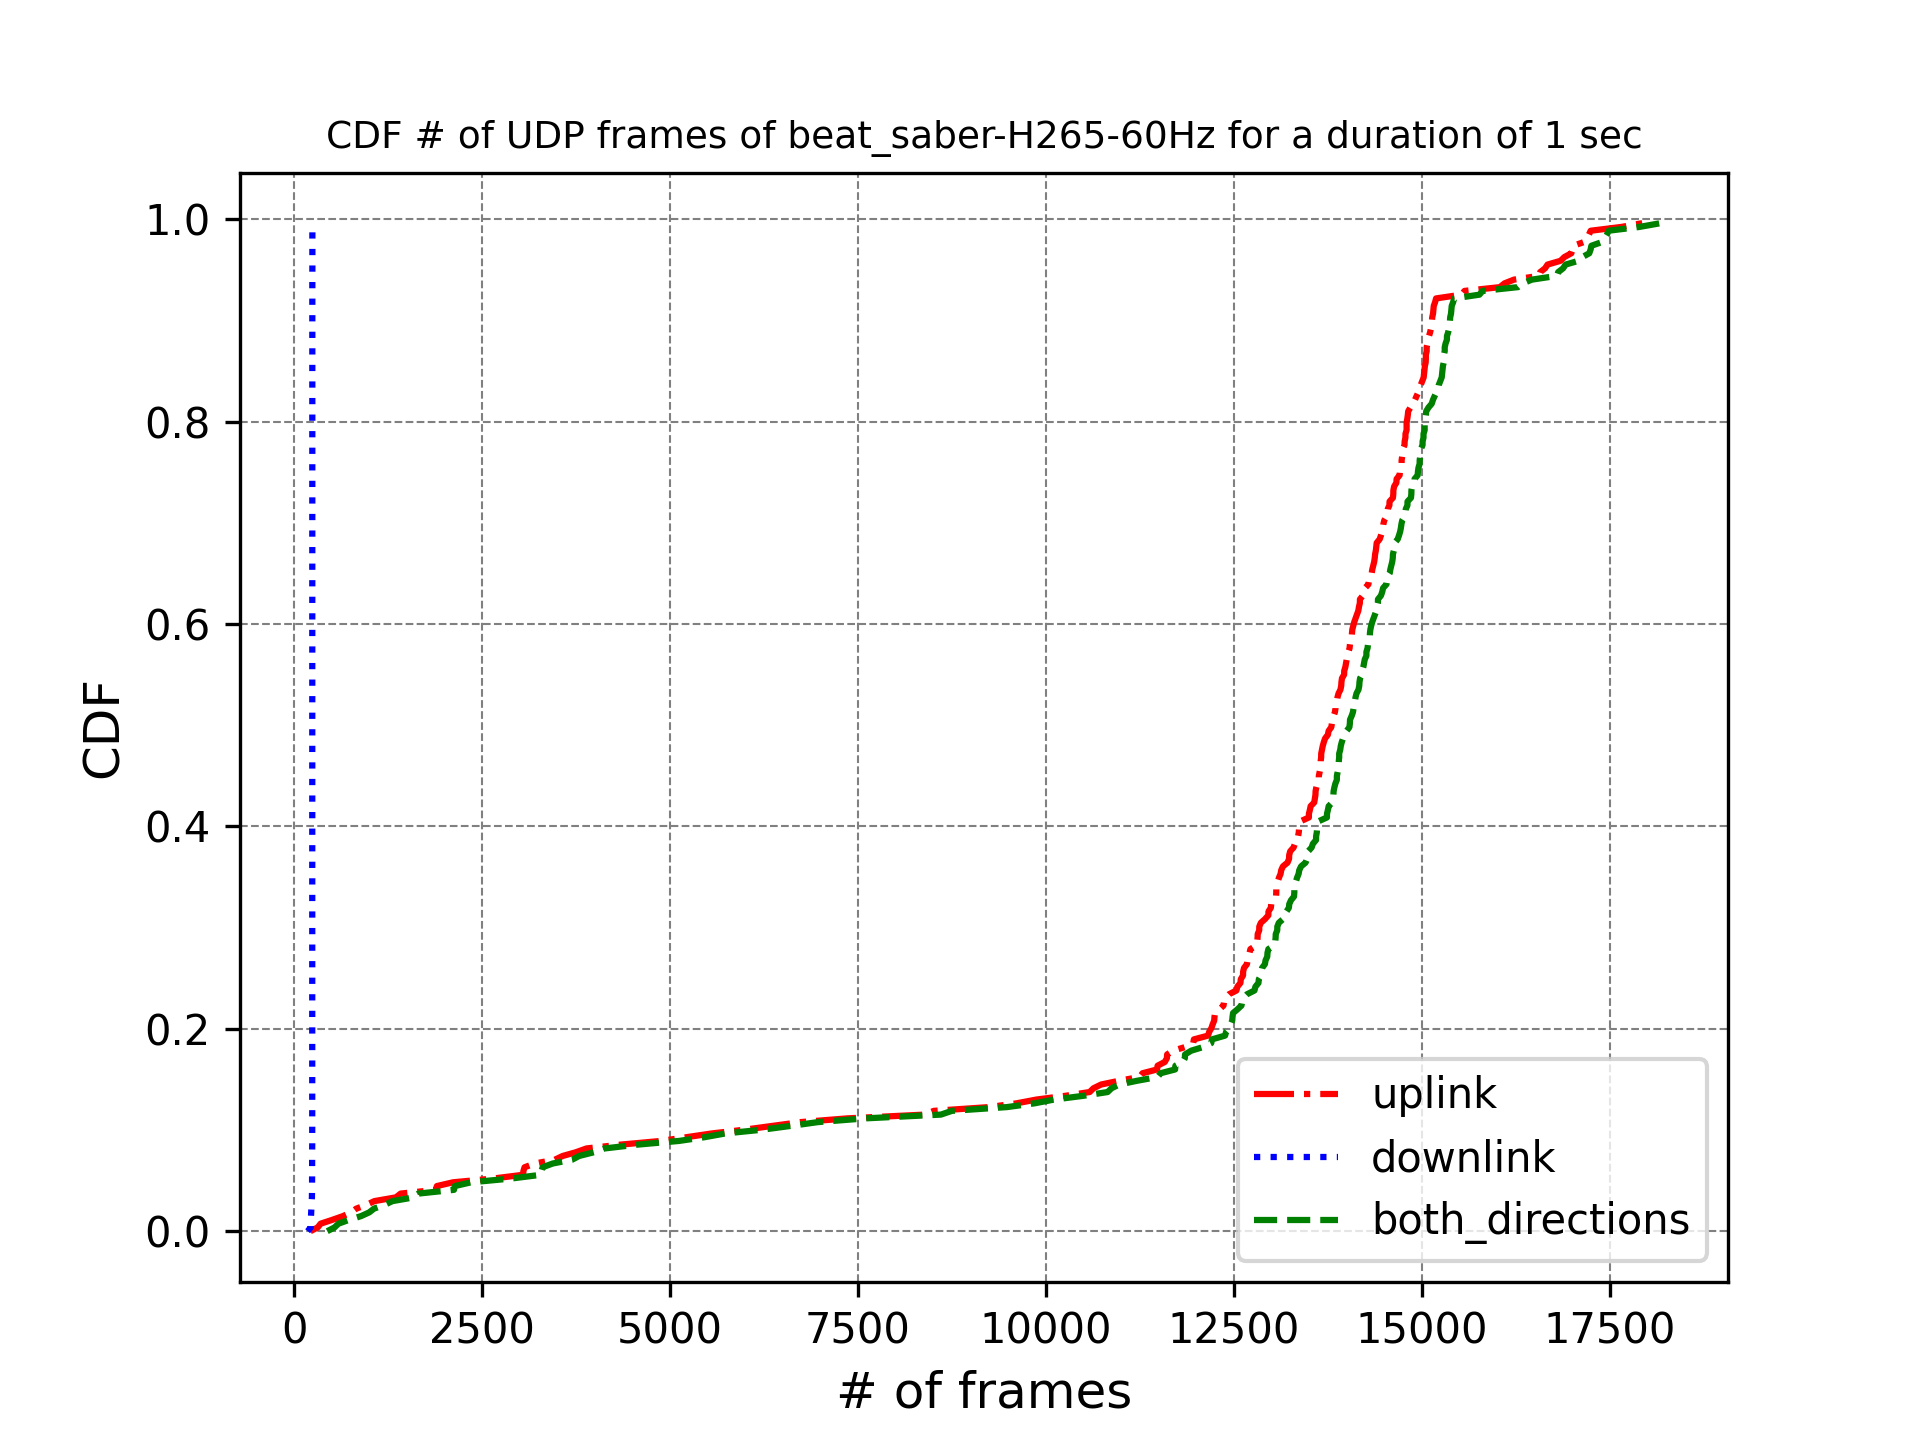 CDF # of UDP frames of beat_saber-H265-60Hz for a duration of 1 sec
1.0
0.8
0.6
0.4
0.2
0.0
CDF
uplink
downlink
both_directions
0 2500 5000 7500 10000 12500 15000 17500
# of frames